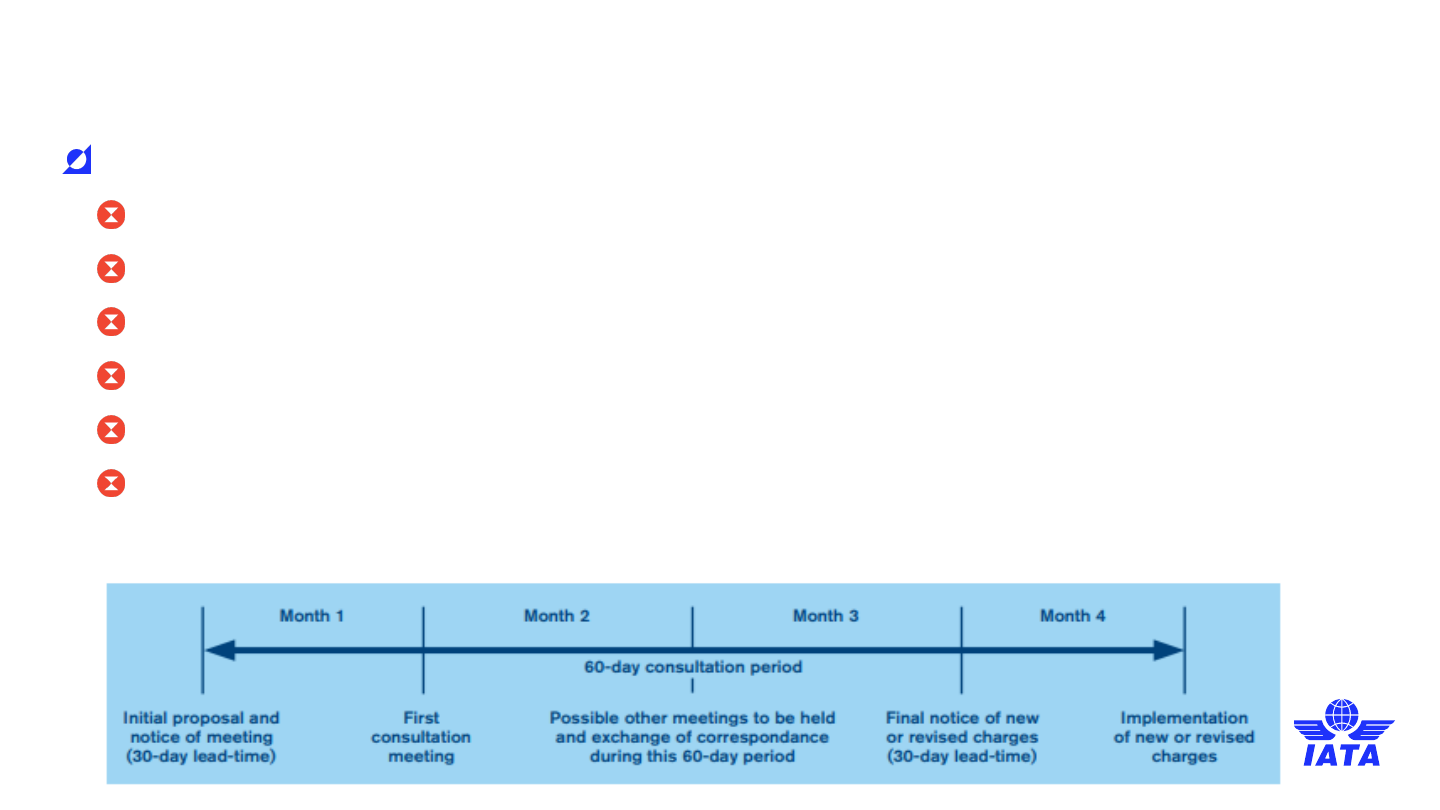 Month 1
Month 2
Month 3
Month 4
60-day consultation period
Initial proposal and
notice of meeting
(30-day lead-time)
First
consultation
meeting
Possible other meetings to be held
and exchange of correspondance
during this 60-day period
Final notice of new
or revised charges
(30-day lead-time)
Implementation
of new or revised
charges
IATA